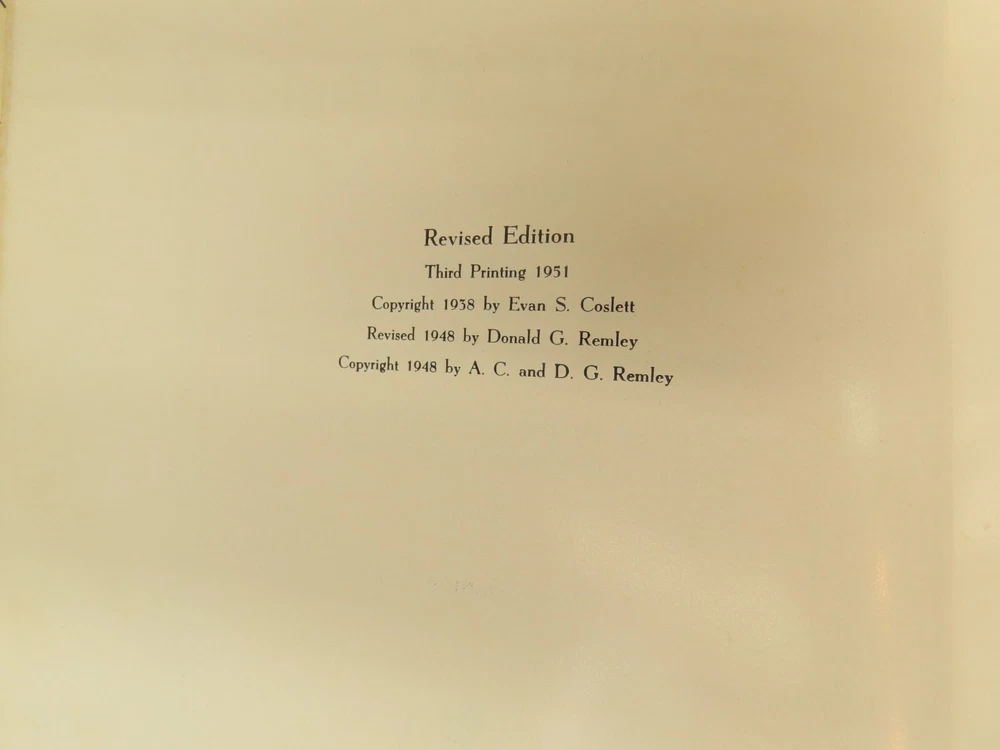 Revised Edition
Third Printing 1951
Copyright 1938 by Evan S. Coslett
Revised 1948 by Donald G. Remley
Copyright 1948 by A. C. and D. G. Remley